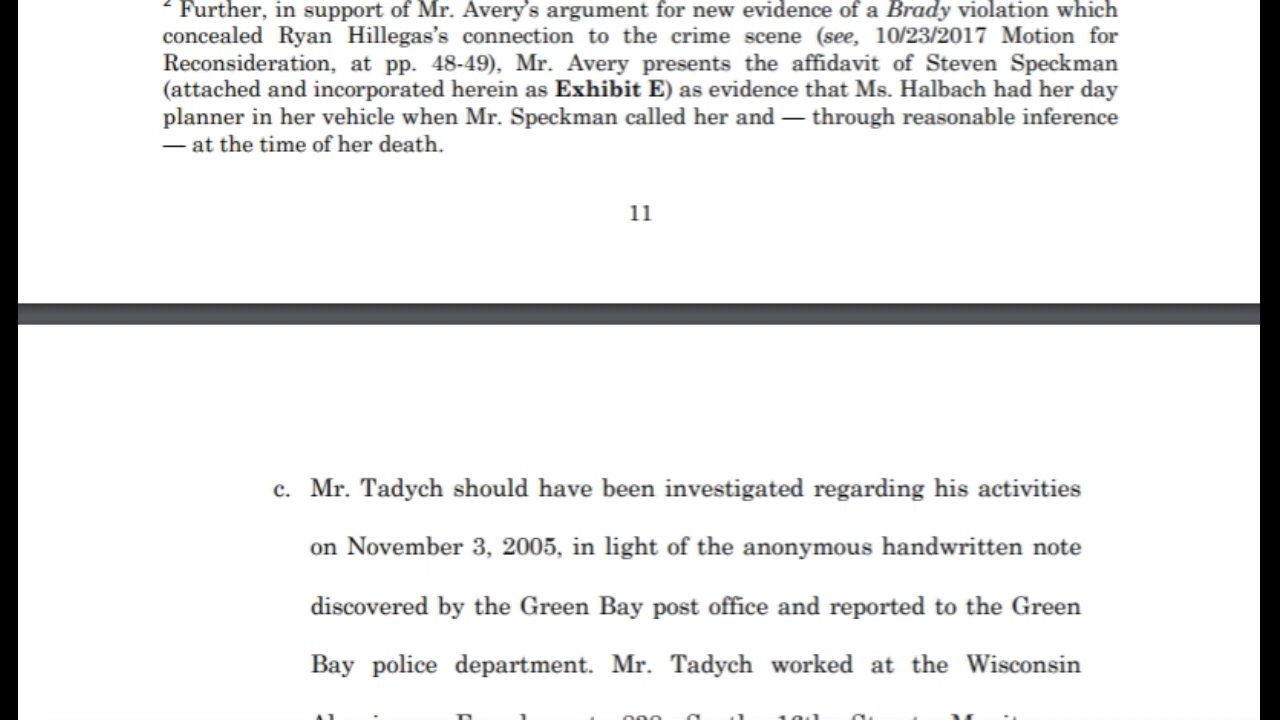 2 Further, in support of Mr. Avery's argument for new evidence of a Brady violation which
concealed Ryan Hillegas's connection to the crime scene (see, 10/23/2017 Motion for
Reconsideration, at pp. 48-49), Mr. Avery presents the affidavit of Steven Speckman
(attached and incorporated herein as Exhibit E) as evidence that Ms. Halbach had her day
planner in her vehicle when Mr. Speckman called her and — through reasonable inference
— at the time of her death.
11
c. Mr. Tadych should have been investigated regarding his activities
on November 3, 2005, in light of the anonymous handwritten note
discovered by the Green Bay post office and reported to the Green
Bay police department. Mr. Tadych worked at the Wisconsin